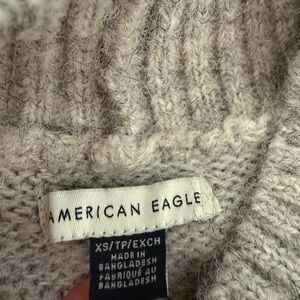 AMERICAN EAGLE
XS/TP/EXCH
MADE IN
BANGLADESH
FABRIQUÉ AU
BANGLADESH